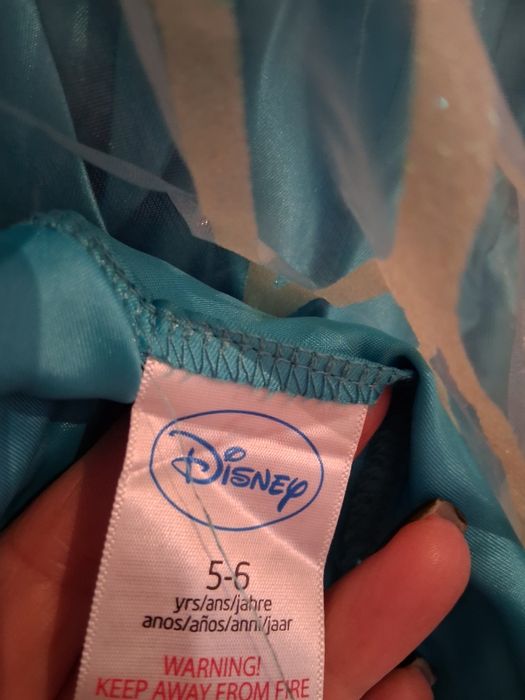 Disney
5-6
yrs/ans/jahre
anos/años/anni/jaar
WARNING!
KEEP AWAY FROM FIRE